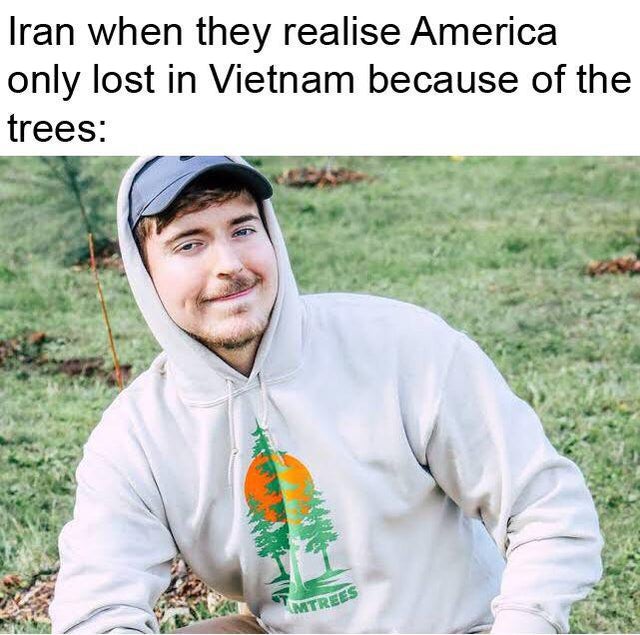 Iran when they realise America
only lost in Vietnam because of the
trees: